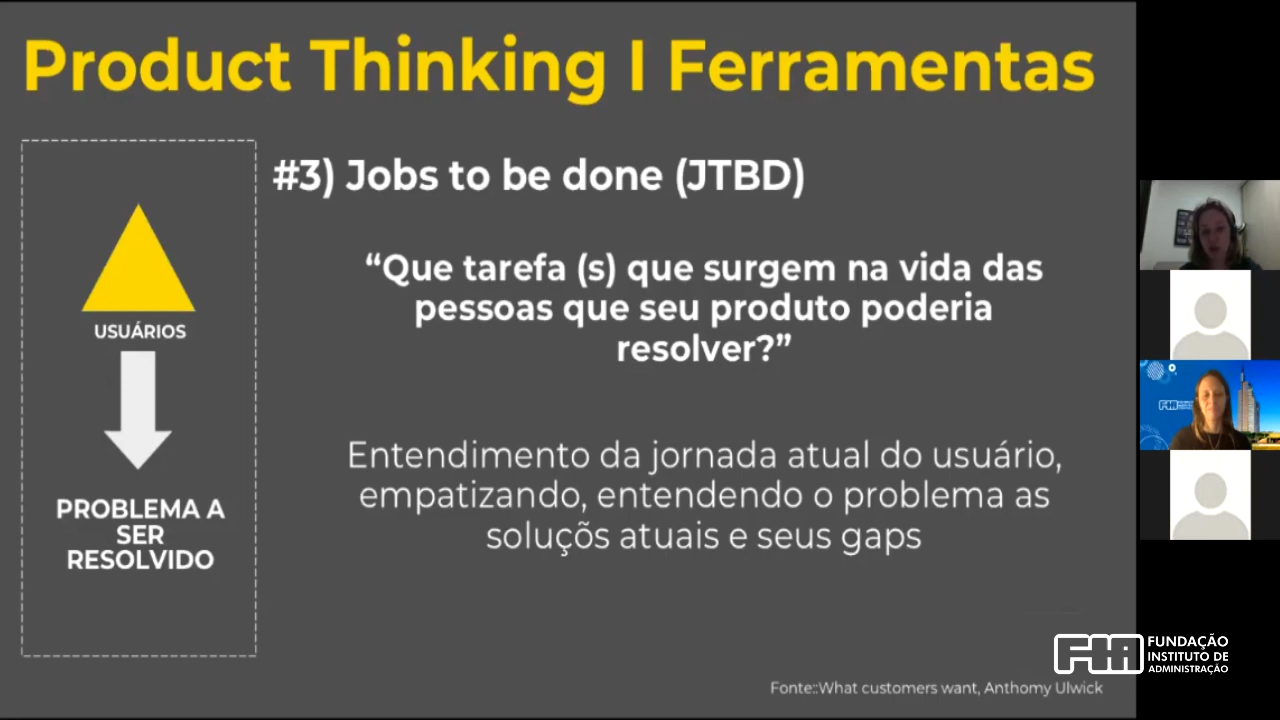 Product Thinking I Ferramentas
#3) Jobs to be done (JTBD)
“Que tarefa (s) que surgem na vida das
pessoas que seu produto poderia
resolver?”
USUÁRIOS
PROBLEMA A
SER
RESOLVIDO
Entendimento da jornada atual do usuário,
empatizando, entendendo o problema as
soluçõs atuais e seus gaps
FIA
FIA
FUNDAÇÃO
INSTITUTO DE
ADMINISTRAÇÃO
Fonte::What customers want, Anthomy Ulwick